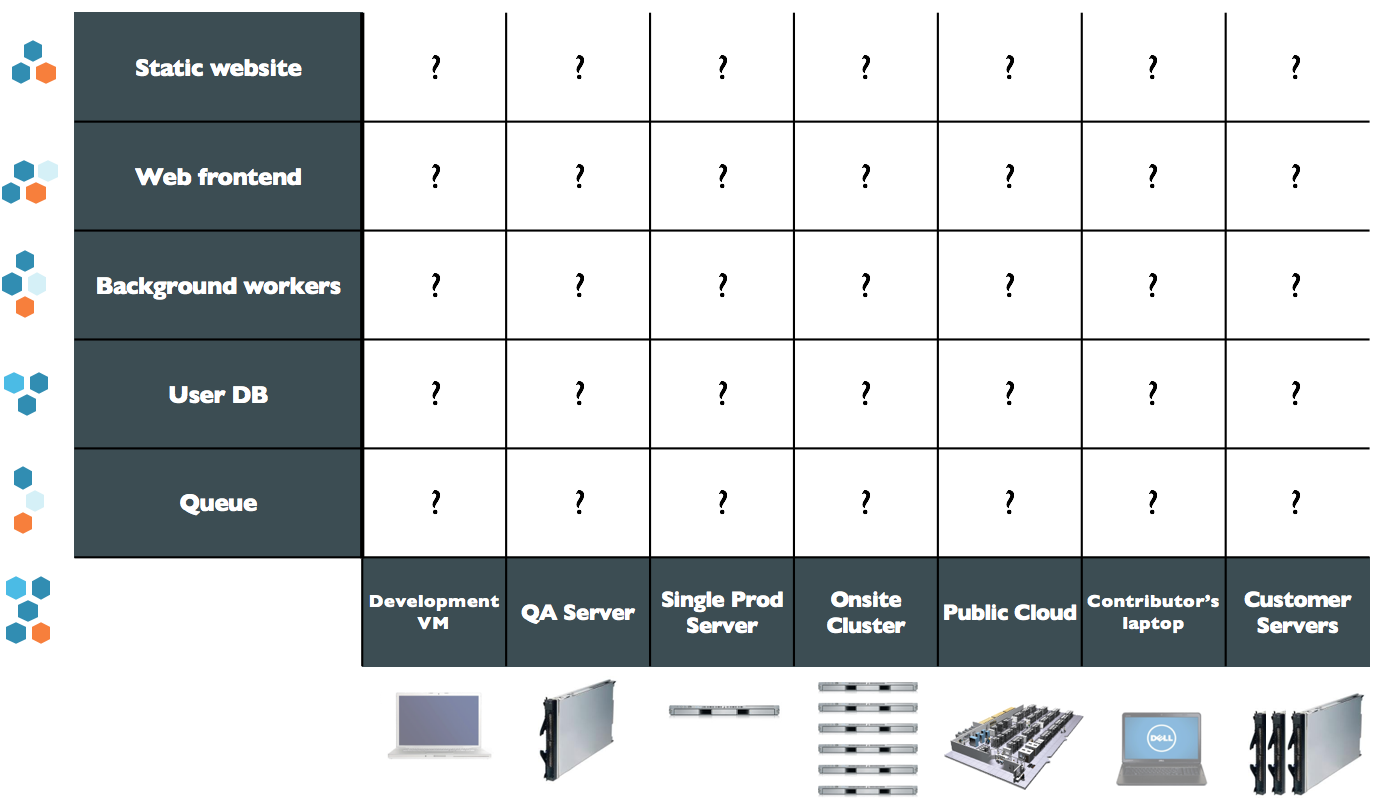 Static website ? ? ? ? ? ? ?
Web frontend ? ? ? ? ? ? ?
Background workers ? ? ? ? ? ? ?
User DB ? ? ? ? ? ? ?
Queue ? ? ? ? ? ? ?
Development
VM
QA Server
Single Prod
Server
Onsite
Cluster
Public Cloud
Contributor’s
laptop
Customer
Servers
DELL